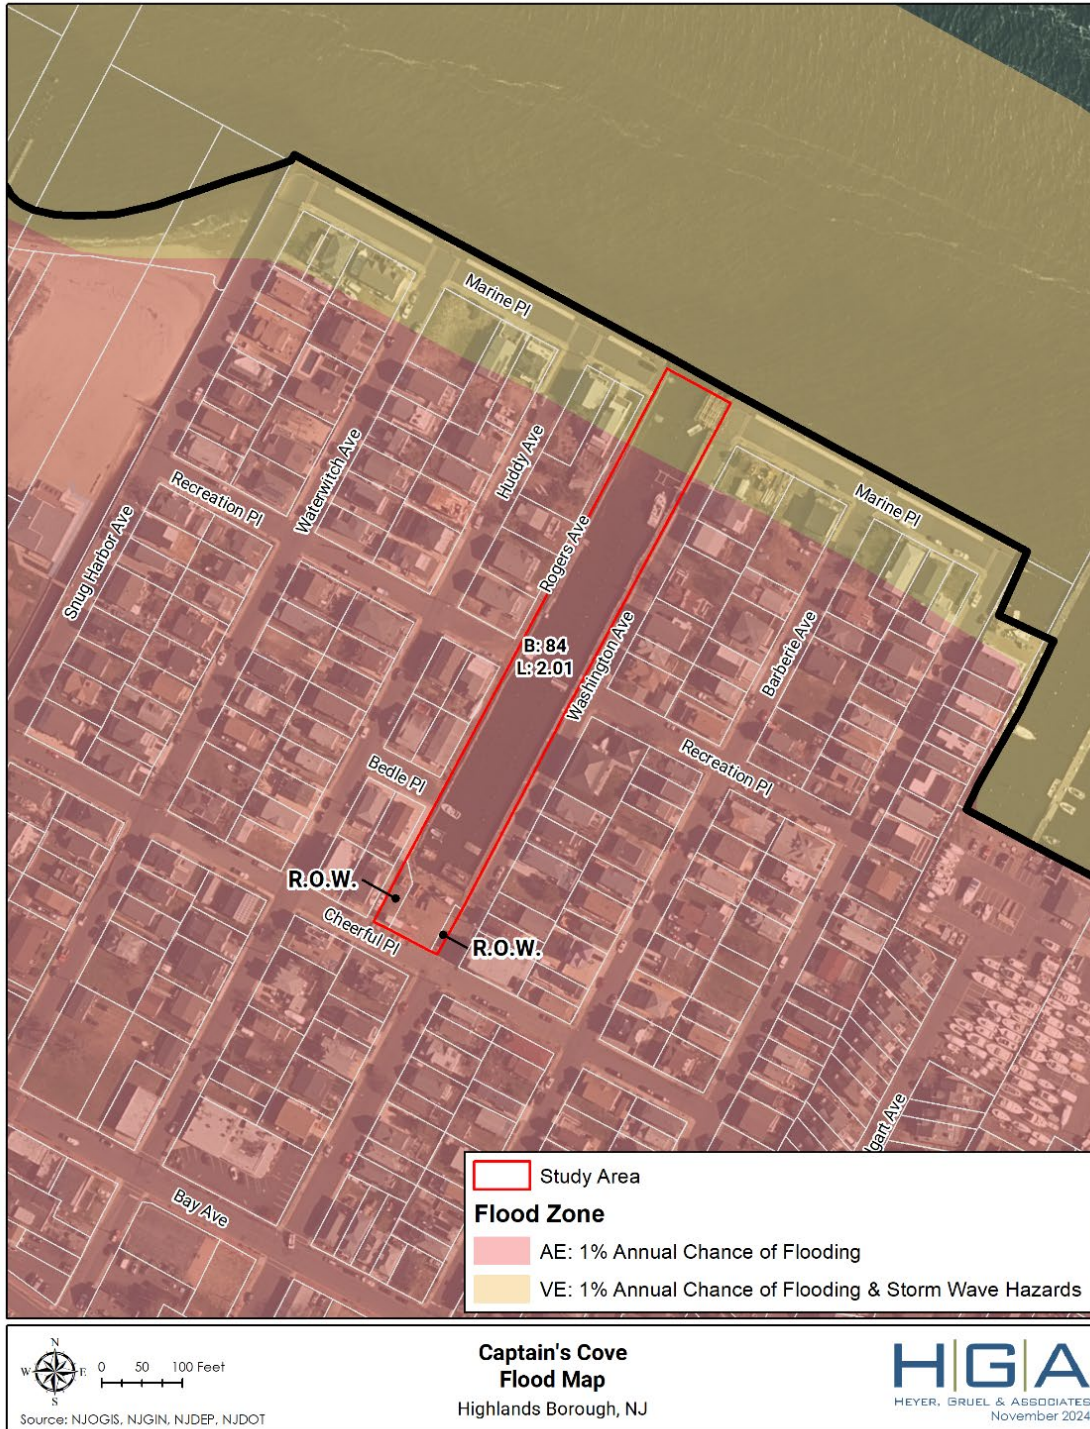 Marine Pl
Marine Pl
Huddy Ave
Waterwitch Ave
Recreation Pl
Snug Harbor Ave
Rogers Ave
B: 84
L: 2.01
Washington Ave
Barberie Ave
Recreation Pl
Bedle Pl
R.O.W.
Cheerful Pl
R.O.W.
lgart Ave
Bay Ave
Study Area
Flood Zone
AE: 1% Annual Chance of Flooding
VE: 1% Annual Chance of Flooding & Storm Wave Hazards
N
W E
S
0 50 100 Feet
Source: NJOGIS, NJGIN, NJDEP, NJDOT
Captain's Cove
Flood Map
Highlands Borough, NJ
H|G|A
HEYER, GRUEL & ASSOCIATES
November 2024